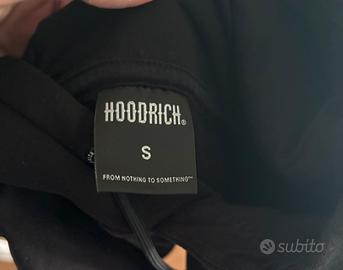 HOODRICH®
S
FROM NOTHING TO SOMETHING™
subito